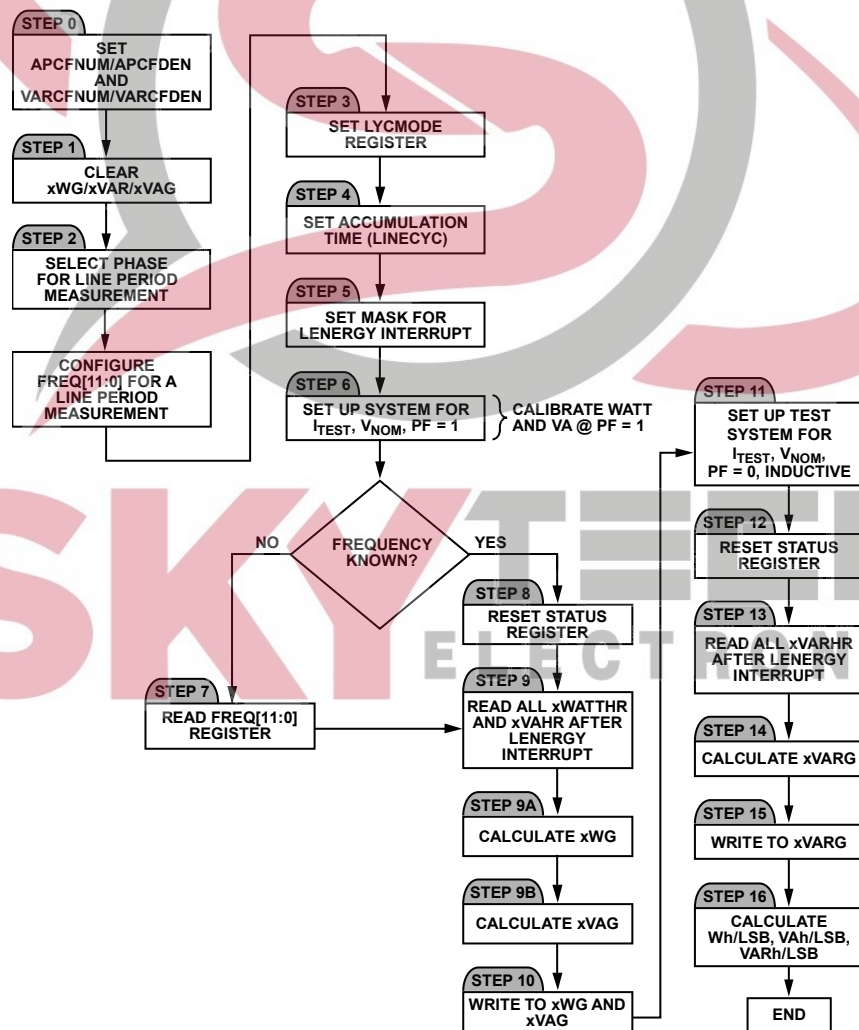 STEP 0
SET
APCFNUM/APCFDEN
AND
VARCFNUM/VARCFDEN
STEP 1
CLEAR
xWG/xVAR/xVAG
STEP 2
SELECT PHASE
FOR LINE PERIOD
MEASUREMENT
CONFIGURE
FREQ[11:0] FOR A
LINE PERIOD
MEASUREMENT
STEP 3
SET LYCMODE
REGISTER
STEP 4
SET ACCUMULATION
TIME (LINECYC)
STEP 5
SET MASK FOR
LENERGY INTERRUPT
STEP 6
SET UP SYSTEM FOR
ITEST, VNOM, PF = 1
CALIBRATE WATT
AND VA @ PF = 1
FREQUENCY
KNOWN?
NO
YES
STEP 7
READ FREQ[11:0]
REGISTER
STEP 8
RESET STATUS
REGISTER
STEP 9
READ ALL xWATTHR
AND xVAHR AFTER
LENERGY
INTERRUPT
STEP 9A
CALCULATE xWG
STEP 9B
CALCULATE xVAG
STEP 10
WRITE TO xWG AND
xVAG
STEP 11
SET UP TEST
SYSTEM FOR
ITEST, VNOM,
PF = 0, INDUCTIVE
STEP 12
RESET STATUS
REGISTER
STEP 13
READ ALL xVARHR
AFTER LENERGY
INTERRUPT
STEP 14
CALCULATE xVARG
STEP 15
WRITE TO xVARG
STEP 16
CALCULATE
Wh/LSB, VAh/LSB,
VARh/LSB
END
SKYTECH
ELECTRON